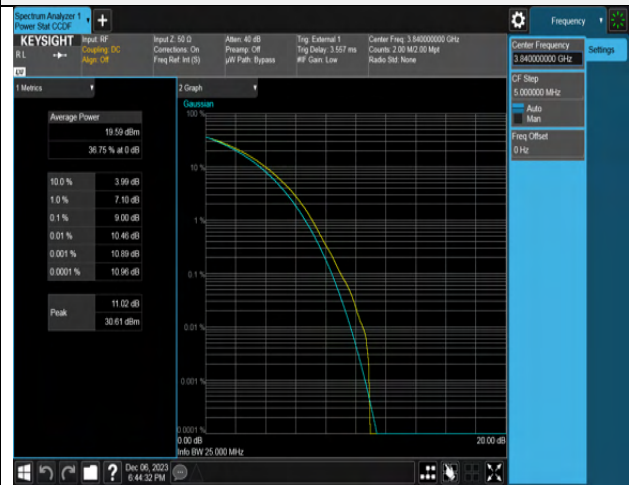 Spectrum Analyzer 1
Power Stat CCDF
+
Frequency
KEYSIGHT
RL
Input: RF
Coupling: DC
Align: Off
Input Z: 50 Ω
Corrections: On
Freq Ref: Int (S)
Atten: 40 dB
Preamp: Off
µW Path: Bypass
Trig: External 1
Trig Delay: 3.557 ms
#IF Gain: Low
Center Freq: 3.840000000 GHz
Counts: 2.00 M/2.00 Mpt
Radio Std: None
Center Frequency
3.840000000 GHz
Settings
CF Step
5.000000 MHz
Auto
Man
Freq Offset
0 Hz
1 Metrics
Average Power
19.59 dBm
36.75 % at 0 dB
10.0 % 3.99 dB
1.0 % 7.10 dB
0.1 % 9.00 dB
0.01 % 10.46 dB
0.001 % 10.89 dB
0.0001 % 10.96 dB
Peak
11.02 dB
30.61 dBm
2 Graph
Gaussian
100 %
10 %
1 %
0.1 %
0.01 %
0.001 %
0.0001 %
0.00 dB 20.00 dB
Info BW 25.000 MHz
?
Dec 06, 2023
6:44:32 PM